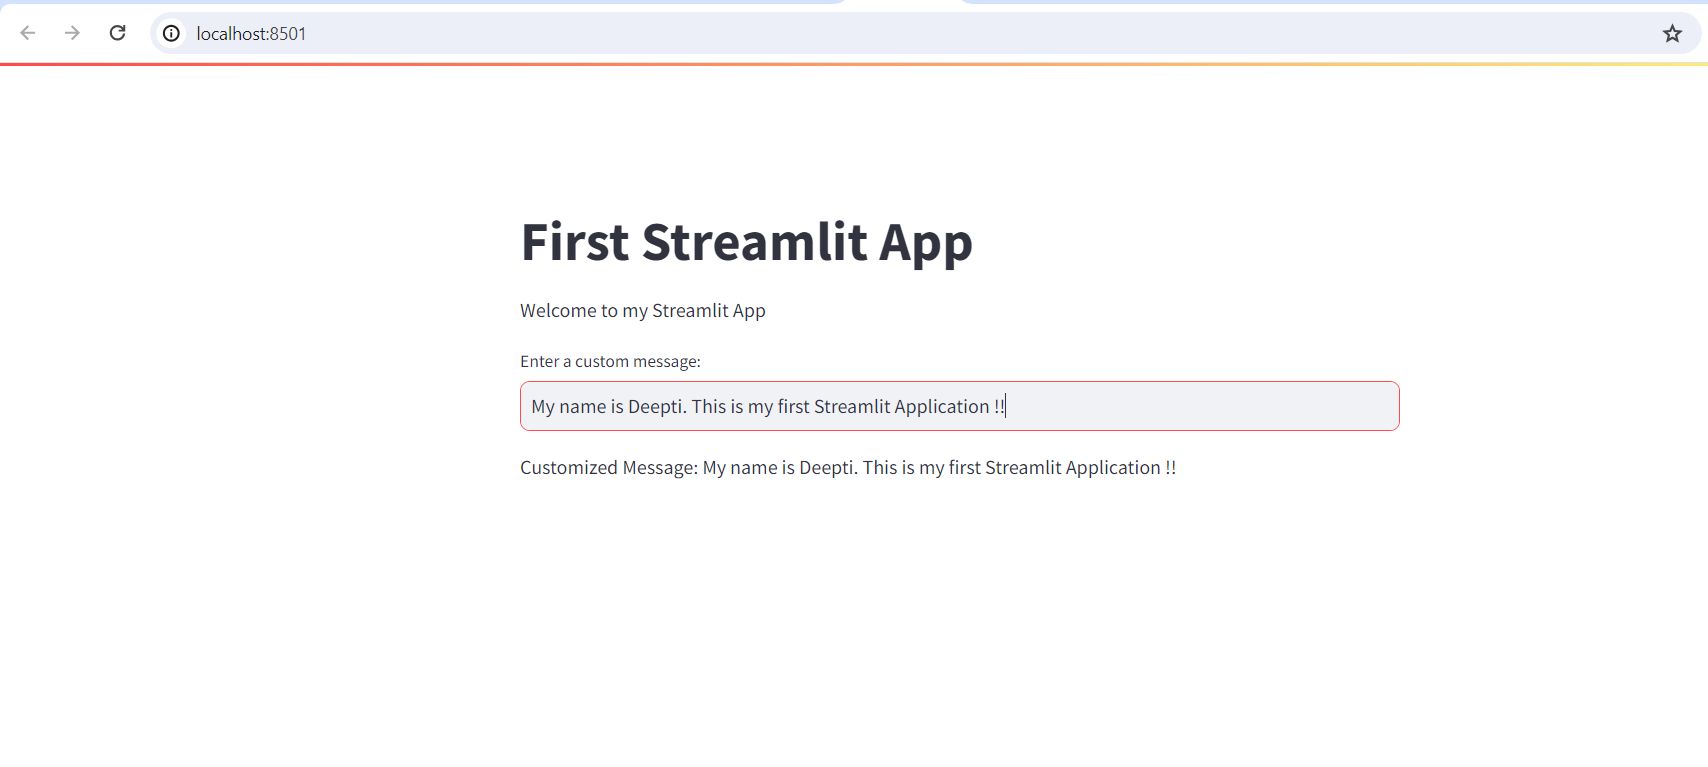 localhost:8501
First Streamlit App
Welcome to my Streamlit App
Enter a custom message:
My name is Deepti. This is my first Streamlit Application !!
Customized Message: My name is Deepti. This is my first Streamlit Application !!